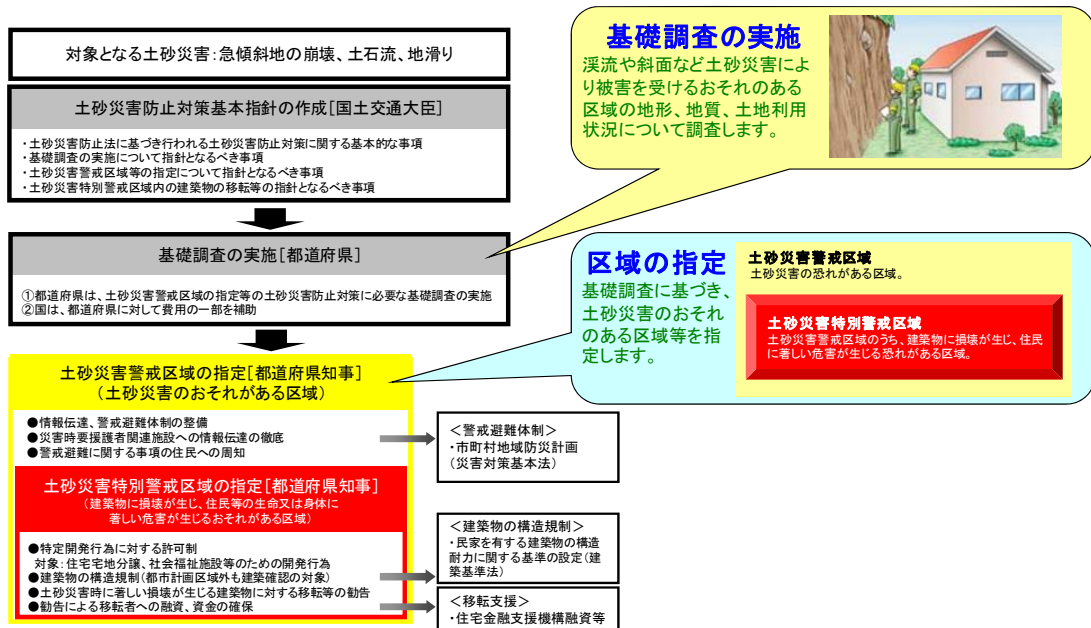 対象となる土砂災害:急傾斜地の崩壊、土石流、地滑り
土砂災害防止対策基本指針の作成[国土交通大臣]
・土砂災害防止法に基づき行われる土砂災害防止対策に関する基本的な事項
・基礎調査の実施について指針となるべき事項
・土砂災害警戒区域等の指定について指針となるべき事項
・土砂災害特別警戒区域内の建築物の移転等の指針となるべき事項
基礎調査の実施[都道府県]
①都道府県は、土砂災害警戒区域の指定等の土砂災害防止対策に必要な基礎調査の実施
②国は、都道府県に対して費用の一部を補助
土砂災害警戒区域の指定[都道府県知事]
(土砂災害のおそれがある区域)
●情報伝達、警戒避難体制の整備
●災害時要援護者関連施設への情報伝達の徹底
●警戒避難に関する事項の住民への周知
土砂災害特別警戒区域の指定[都道府県知事]
(建築物に損壊が生じ、住民等の生命又は身体に
著しい危害が生じるおそれがある区域)
●特定開発行為に対する許可制
対象:住宅宅地分譲、社会福祉施設等のための開発行為
●建築物の構造規制(都市計画区域外も建築確認の対象)
●土砂災害時に著しい損壊が生じる建築物に対する移転等の勧告
●勧告による移転者への融資、資金の確保
<警戒避難体制>
・市町村地域防災計画
(災害対策基本法)
<建築物の構造規制>
・民家を有する建築物の構造
耐力に関する基準の設定(建
築基準法)
<移転支援>
・住宅金融支援機構融資等
基礎調査の実施
渓流や斜面など土砂災害によ
り被害を受けるおそれのある
区域の地形、地質、土地利用
状況について調査します。
区域の指定
基礎調査に基づき、
土砂災害のおそれ
のある区域等を指
定します。
土砂災害警戒区域
土砂災害の恐れがある区域。
土砂災害特別警戒区域
土砂災害警戒区域のうち、建築物に損壊が生じ、住民
に著しい危害が生じる恐れがある区域。